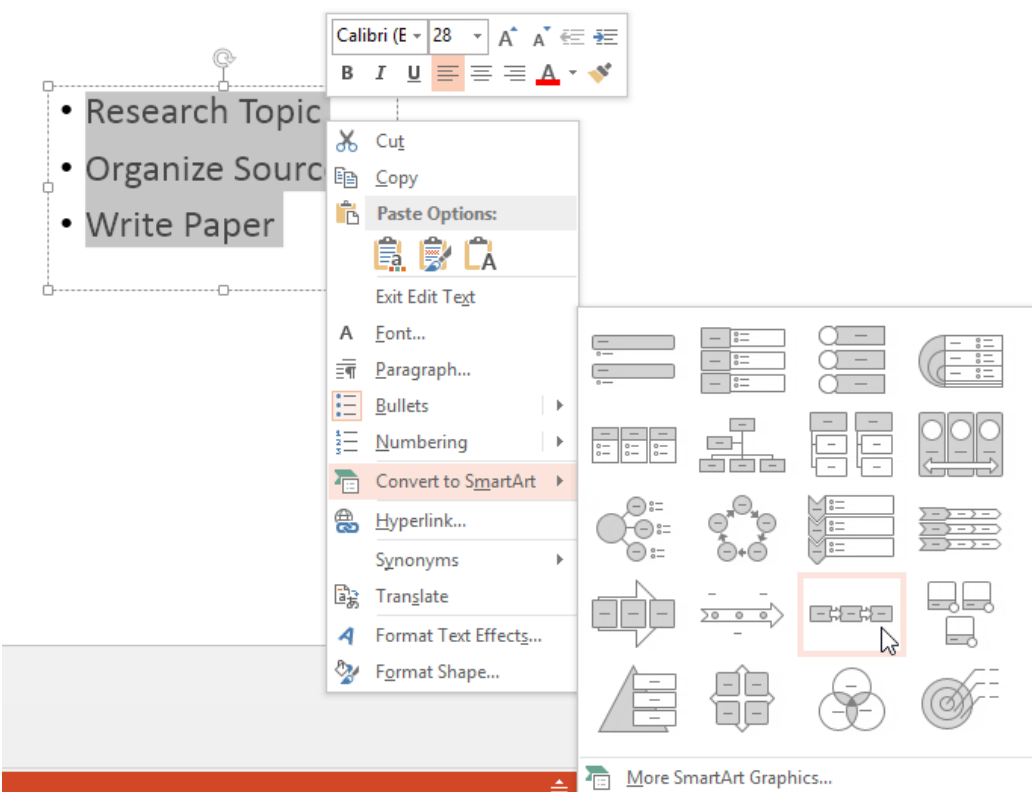 Calibri (E 28
B I U A
• Research Topic
• Organize Sourc
• Write Paper
Cut
Copy
Paste Options:
Exit Edit Text
Font...
Paragraph...
Bullets
Numbering
Convert to SmartArt
Hyperlink...
Synonyms
Translate
Format Text Effects...
Format Shape...
More SmartArt Graphics...